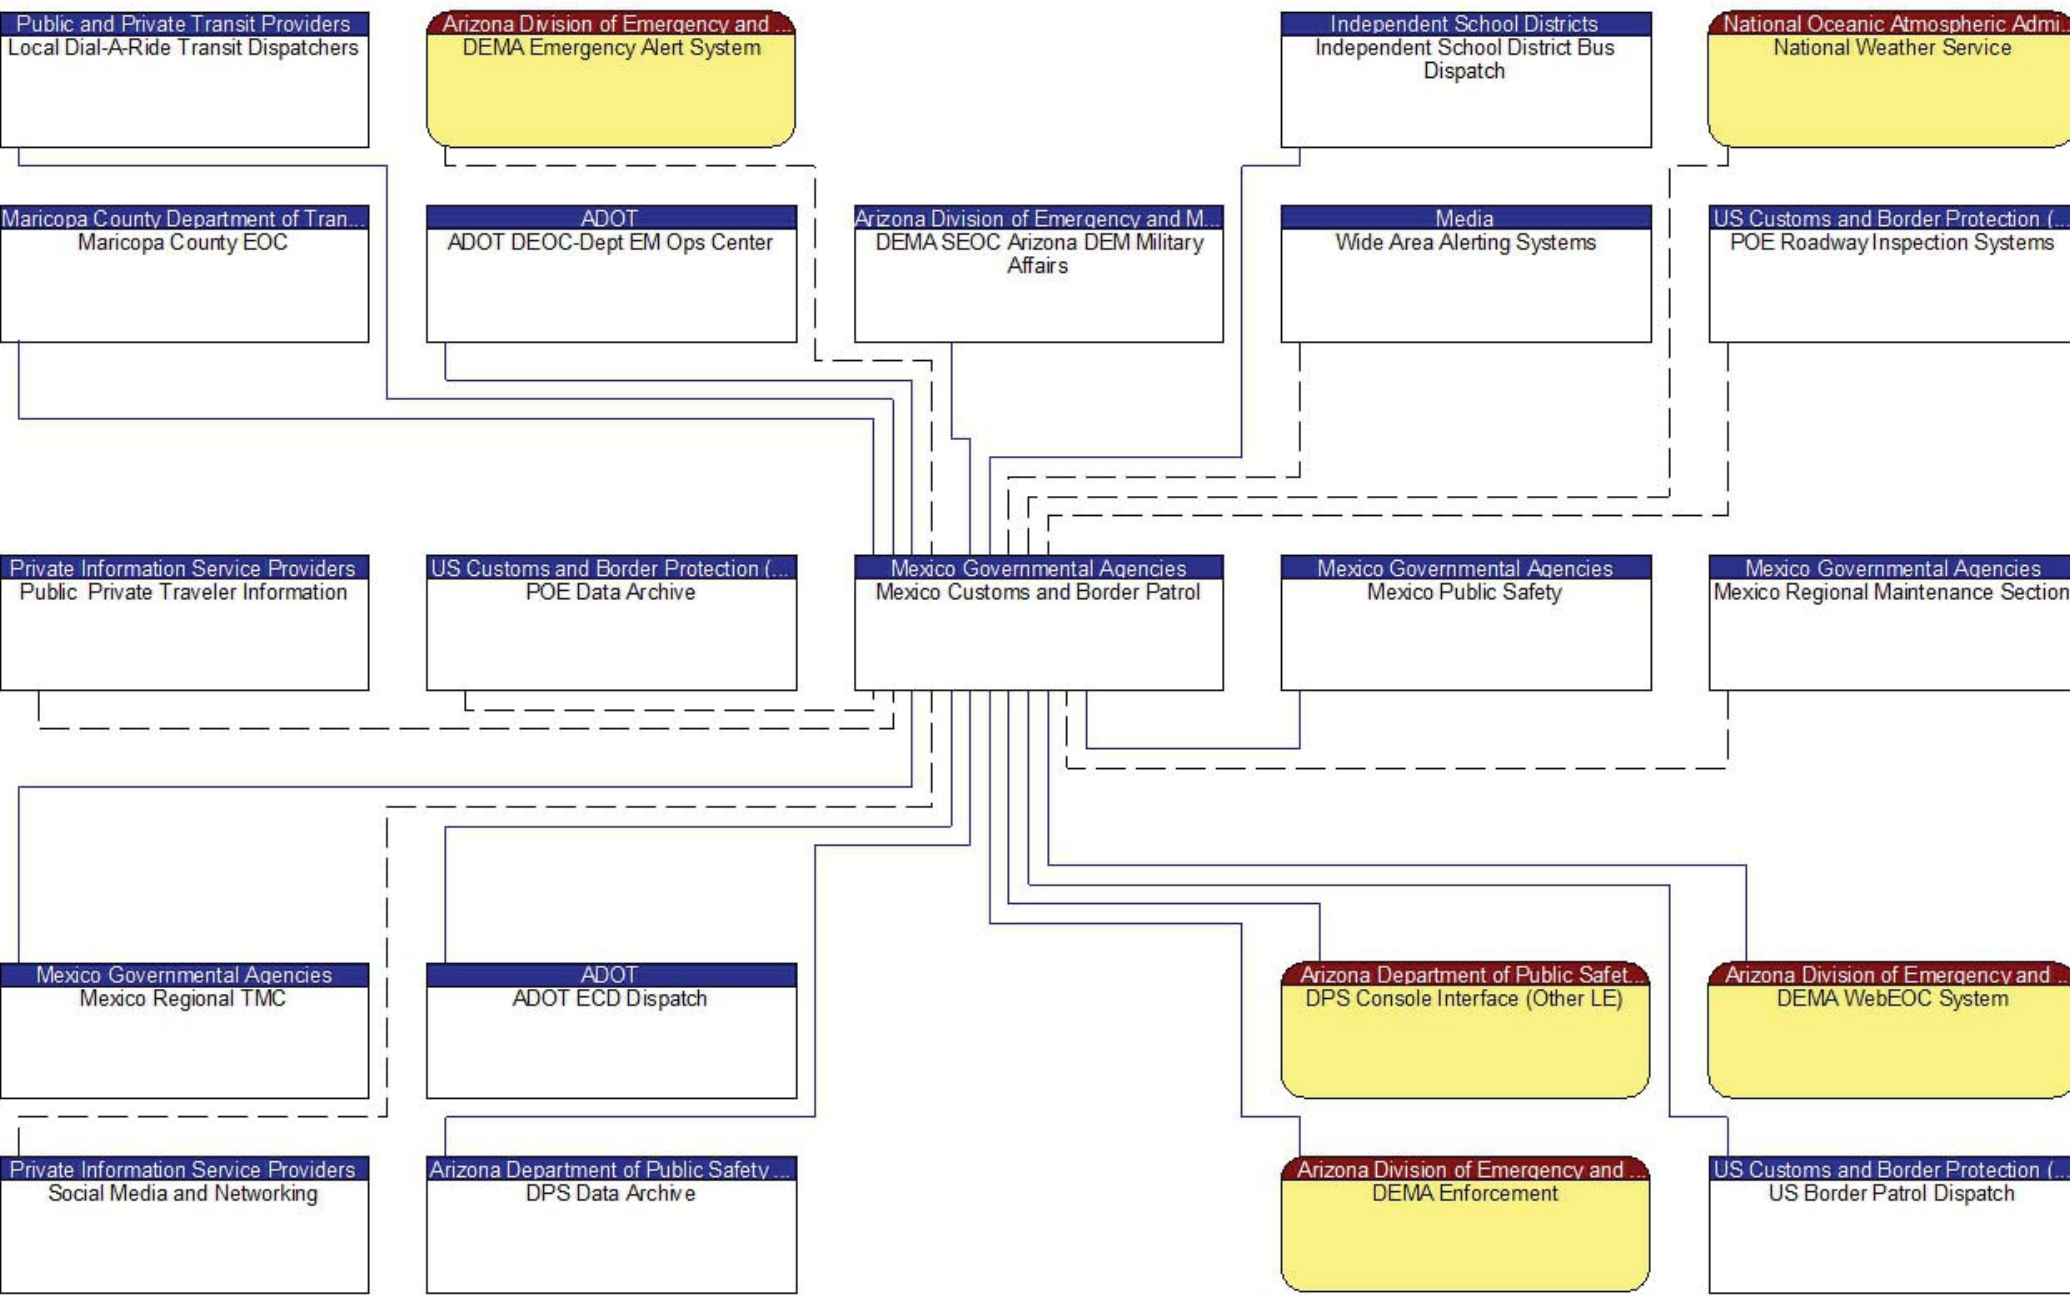 Public and Private Transit Providers
Local Dial-A-Ride Transit Dispatchers
Arizona Division of Emergency and ...
DEMA Emergency Alert System
Independent School Districts
Independent School District Bus
Dispatch
National Oceanic Atmospheric Admi...
National Weather Service
Maricopa County Department of Tran...
Maricopa County EOC
ADOT
ADOT DEOC-Dept EM Ops Center
Arizona Division of Emergency and M...
DEMA SEOC Arizona DEM Military
Affairs
Media
Wide Area Alerting Systems
US Customs and Border Protection (...
POE Roadway Inspection Systems
Private Information Service Providers
Public Private Traveler Information
US Customs and Border Protection (...
POE Data Archive
Mexico Governmental Agencies
Mexico Customs and Border Patrol
Mexico Governmental Agencies
Mexico Public Safety
Mexico Governmental Agencies
Mexico Regional Maintenance Section
Mexico Governmental Agencies
Mexico Regional TMC
ADOT
ADOT ECD Dispatch
Arizona Department of Public Safet...
DPS Console Interface (Other LE)
Arizona Division of Emergency and ...
DEMA WebEOC System
Private Information Service Providers
Social Media and Networking
Arizona Department of Public Safety ...
DPS Data Archive
Arizona Division of Emergency and ...
DEMA Enforcement
US Customs and Border Protection (...
US Border Patrol Dispatch